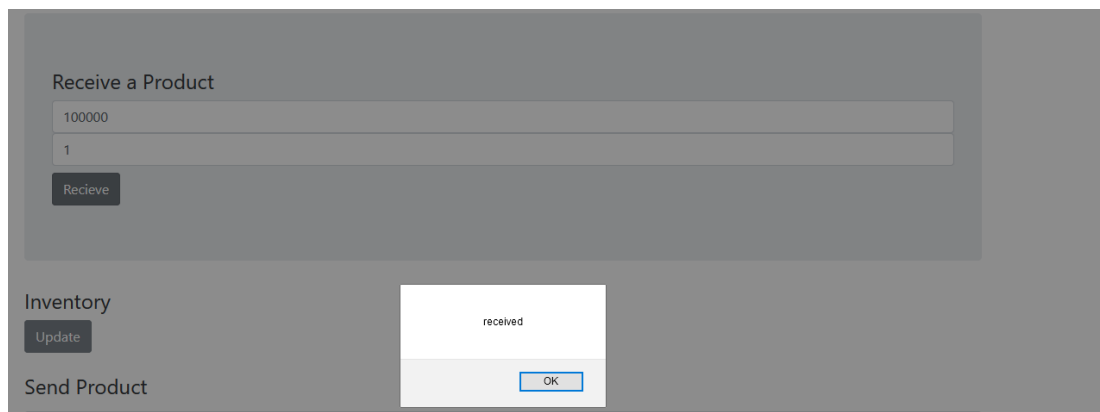 Receive a Product
100000
1
Recieve
Inventory
Update
received
OK
Send Product